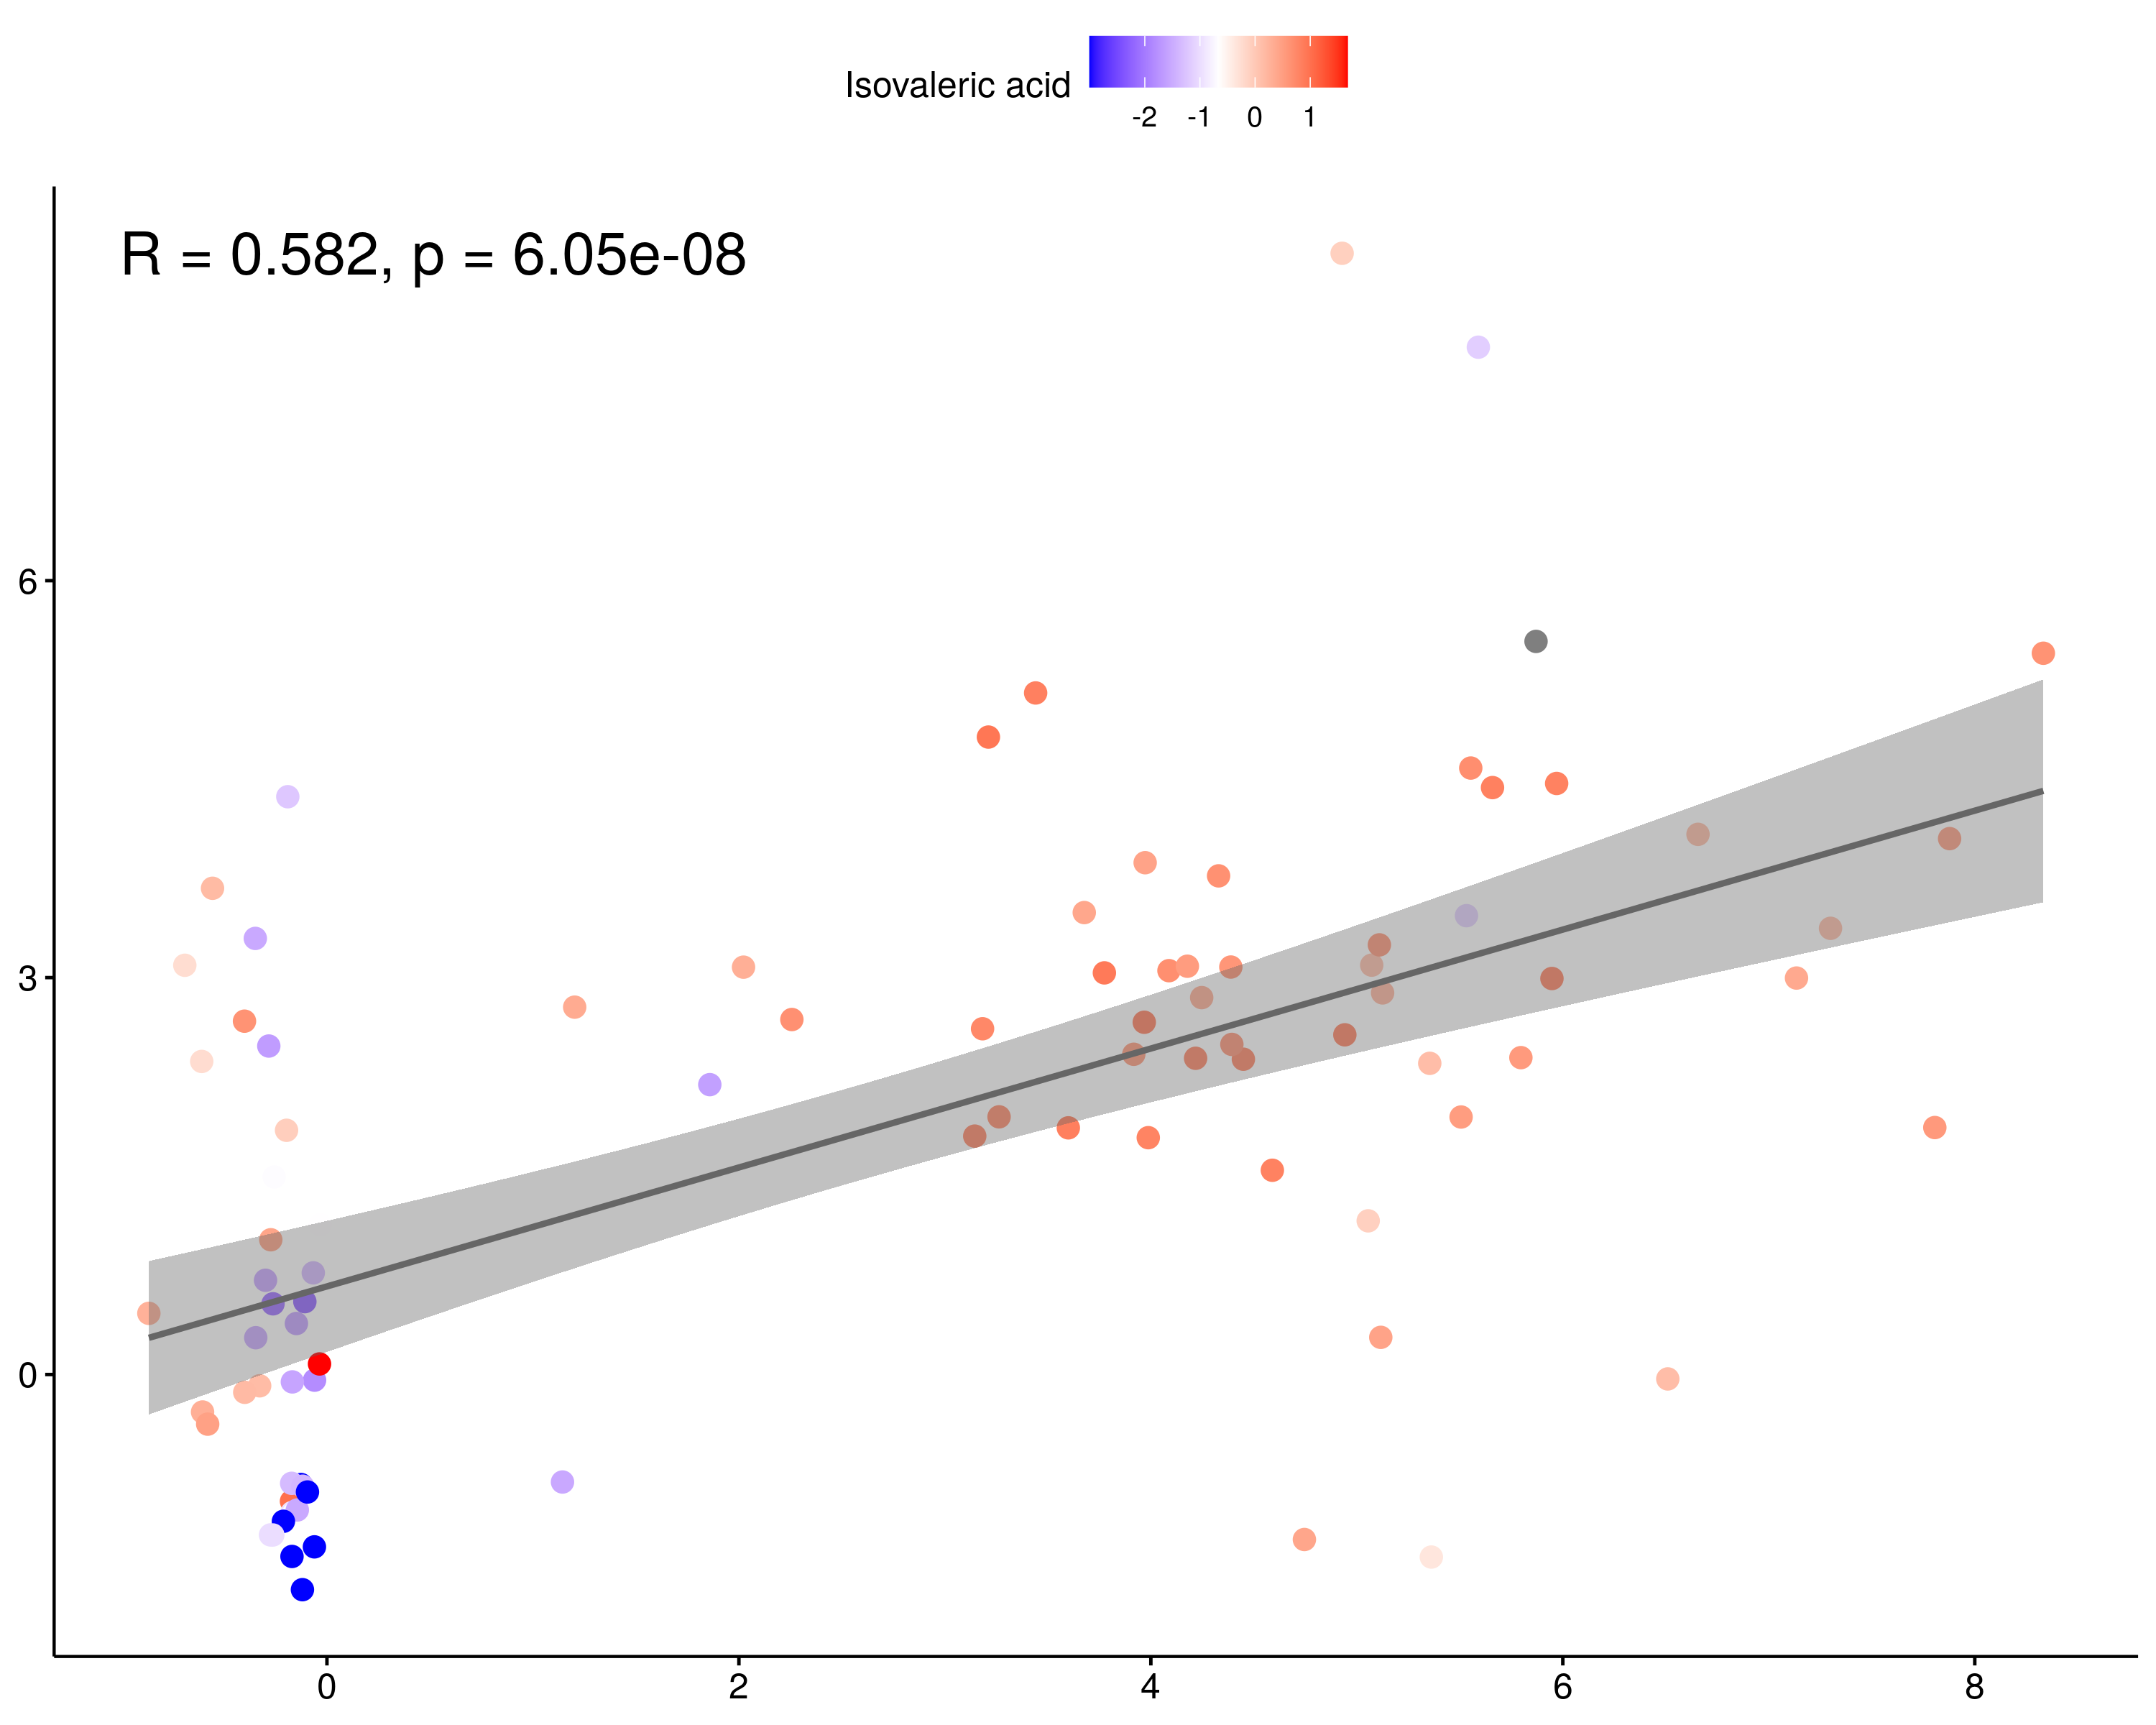 Isovaleric acid
-2 -1 0 1
R = 0.582, p = 6.05e-08
6
3
0
0 2 4 6 8